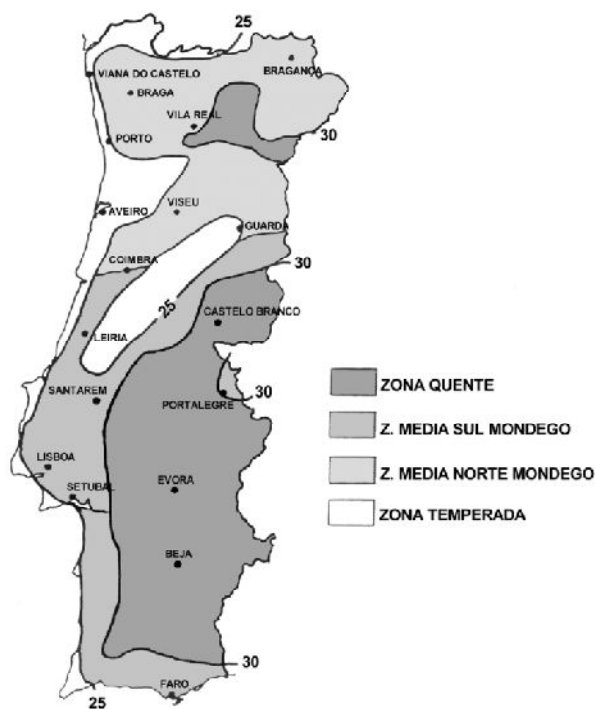 25
BRAGANÇA
VIANA DO CASTELO
BRAGA
VILA REAL
30
PORTO
VISEU
AVEIRO
GUARDA
COIMBRA
30
25
CASTELO BRANCO
LEIRIA
30
SANTAREM
PORTALEGRE
LISBOA
SETUBAL
EVORA
BEJA
30
FARO
25
ZONA QUENTE
Z. MEDIA SUL MONDEGO
Z. MEDIA NORTE MONDEGO
ZONA TEMPERADA